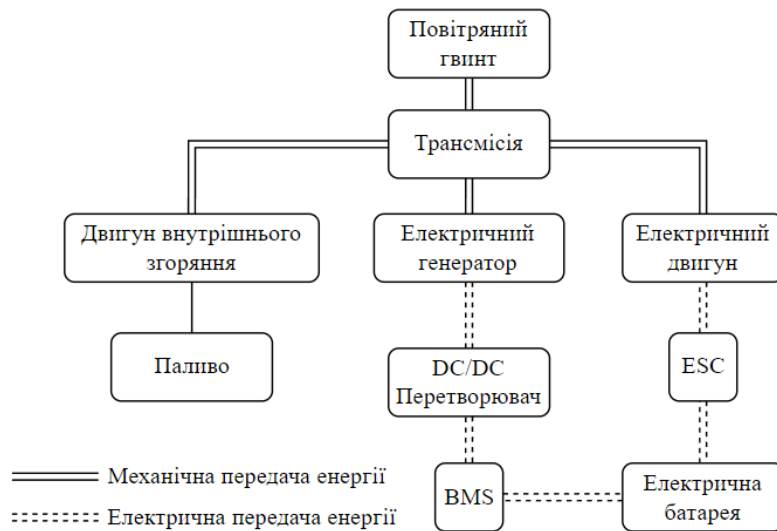 Повітряний
гвинт
Трансмісія
Двигун внутрішнього
згоряння
Електричний
генератор
Електричний
двигун
Паливо
DC/DC
Перетворювач
ESC
Механічна передача енергії
BMS
Електрична
батарея
Електрична передача енергії